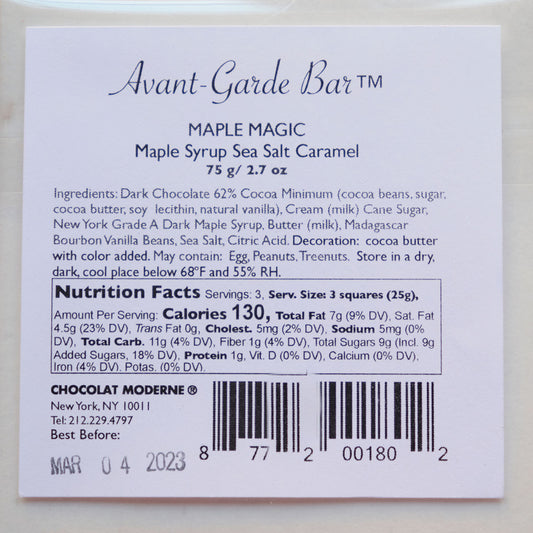 Avant-Garde Bar™
MAPLE MAGIC
Maple Syrup Sea Salt Caramel
75 g/ 2.7 oz
Ingredients: Dark Chocolate 62% Cocoa Minimum (cocoa beans, sugar,
cocoa butter, soy lecithin, natural vanilla), Cream (milk) Cane Sugar,
New York Grade A Dark Maple Syrup, Butter (milk), Madagascar
Bourbon Vanilla Beans, Sea Salt, Citric Acid. Decoration: cocoa butter
with color added. May contain: Egg, Peanuts, Treenuts. Store in a dry,
dark, cool place below 68°F and 55% RH.
Nutrition Facts Servings: 3, Serv. Size: 3 squares (25g),
Amount Per Serving: Calories 130, Total Fat 7g (9% DV), Sat. Fat
4.5g (23% DV), Trans Fat 0g, Cholest. 5mg (2% DV), Sodium 5mg (0%
DV), Total Carb. 11g (4% DV), Fiber 1g (4% DV), Total Sugars 9g (Incl. 9g
Added Sugars, 18% DV), Protein 1g, Vit. D (0% DV), Calcium (0% DV),
Iron (4% DV), Potas. (0% DV).
CHOCOLAT MODERNE ®
New York, NY 10011
Tel: 212.229.4797
Best Before:
MAR 04 2023
8 77 2 00180 2